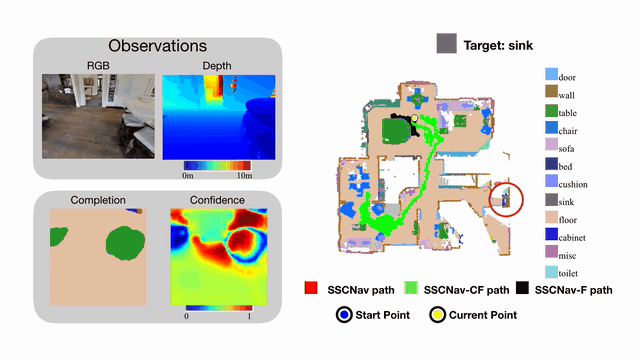 Observations
RGB
Depth
0m
10m
Completion
Confidence
0
1
Target: sink
door
wall
table
chair
sofa
bed
cushion
sink
floor
cabinet
misc
toilet
SSCNav path
SSCNav-CF path
SSCNav-F path
Start Point
Current Point